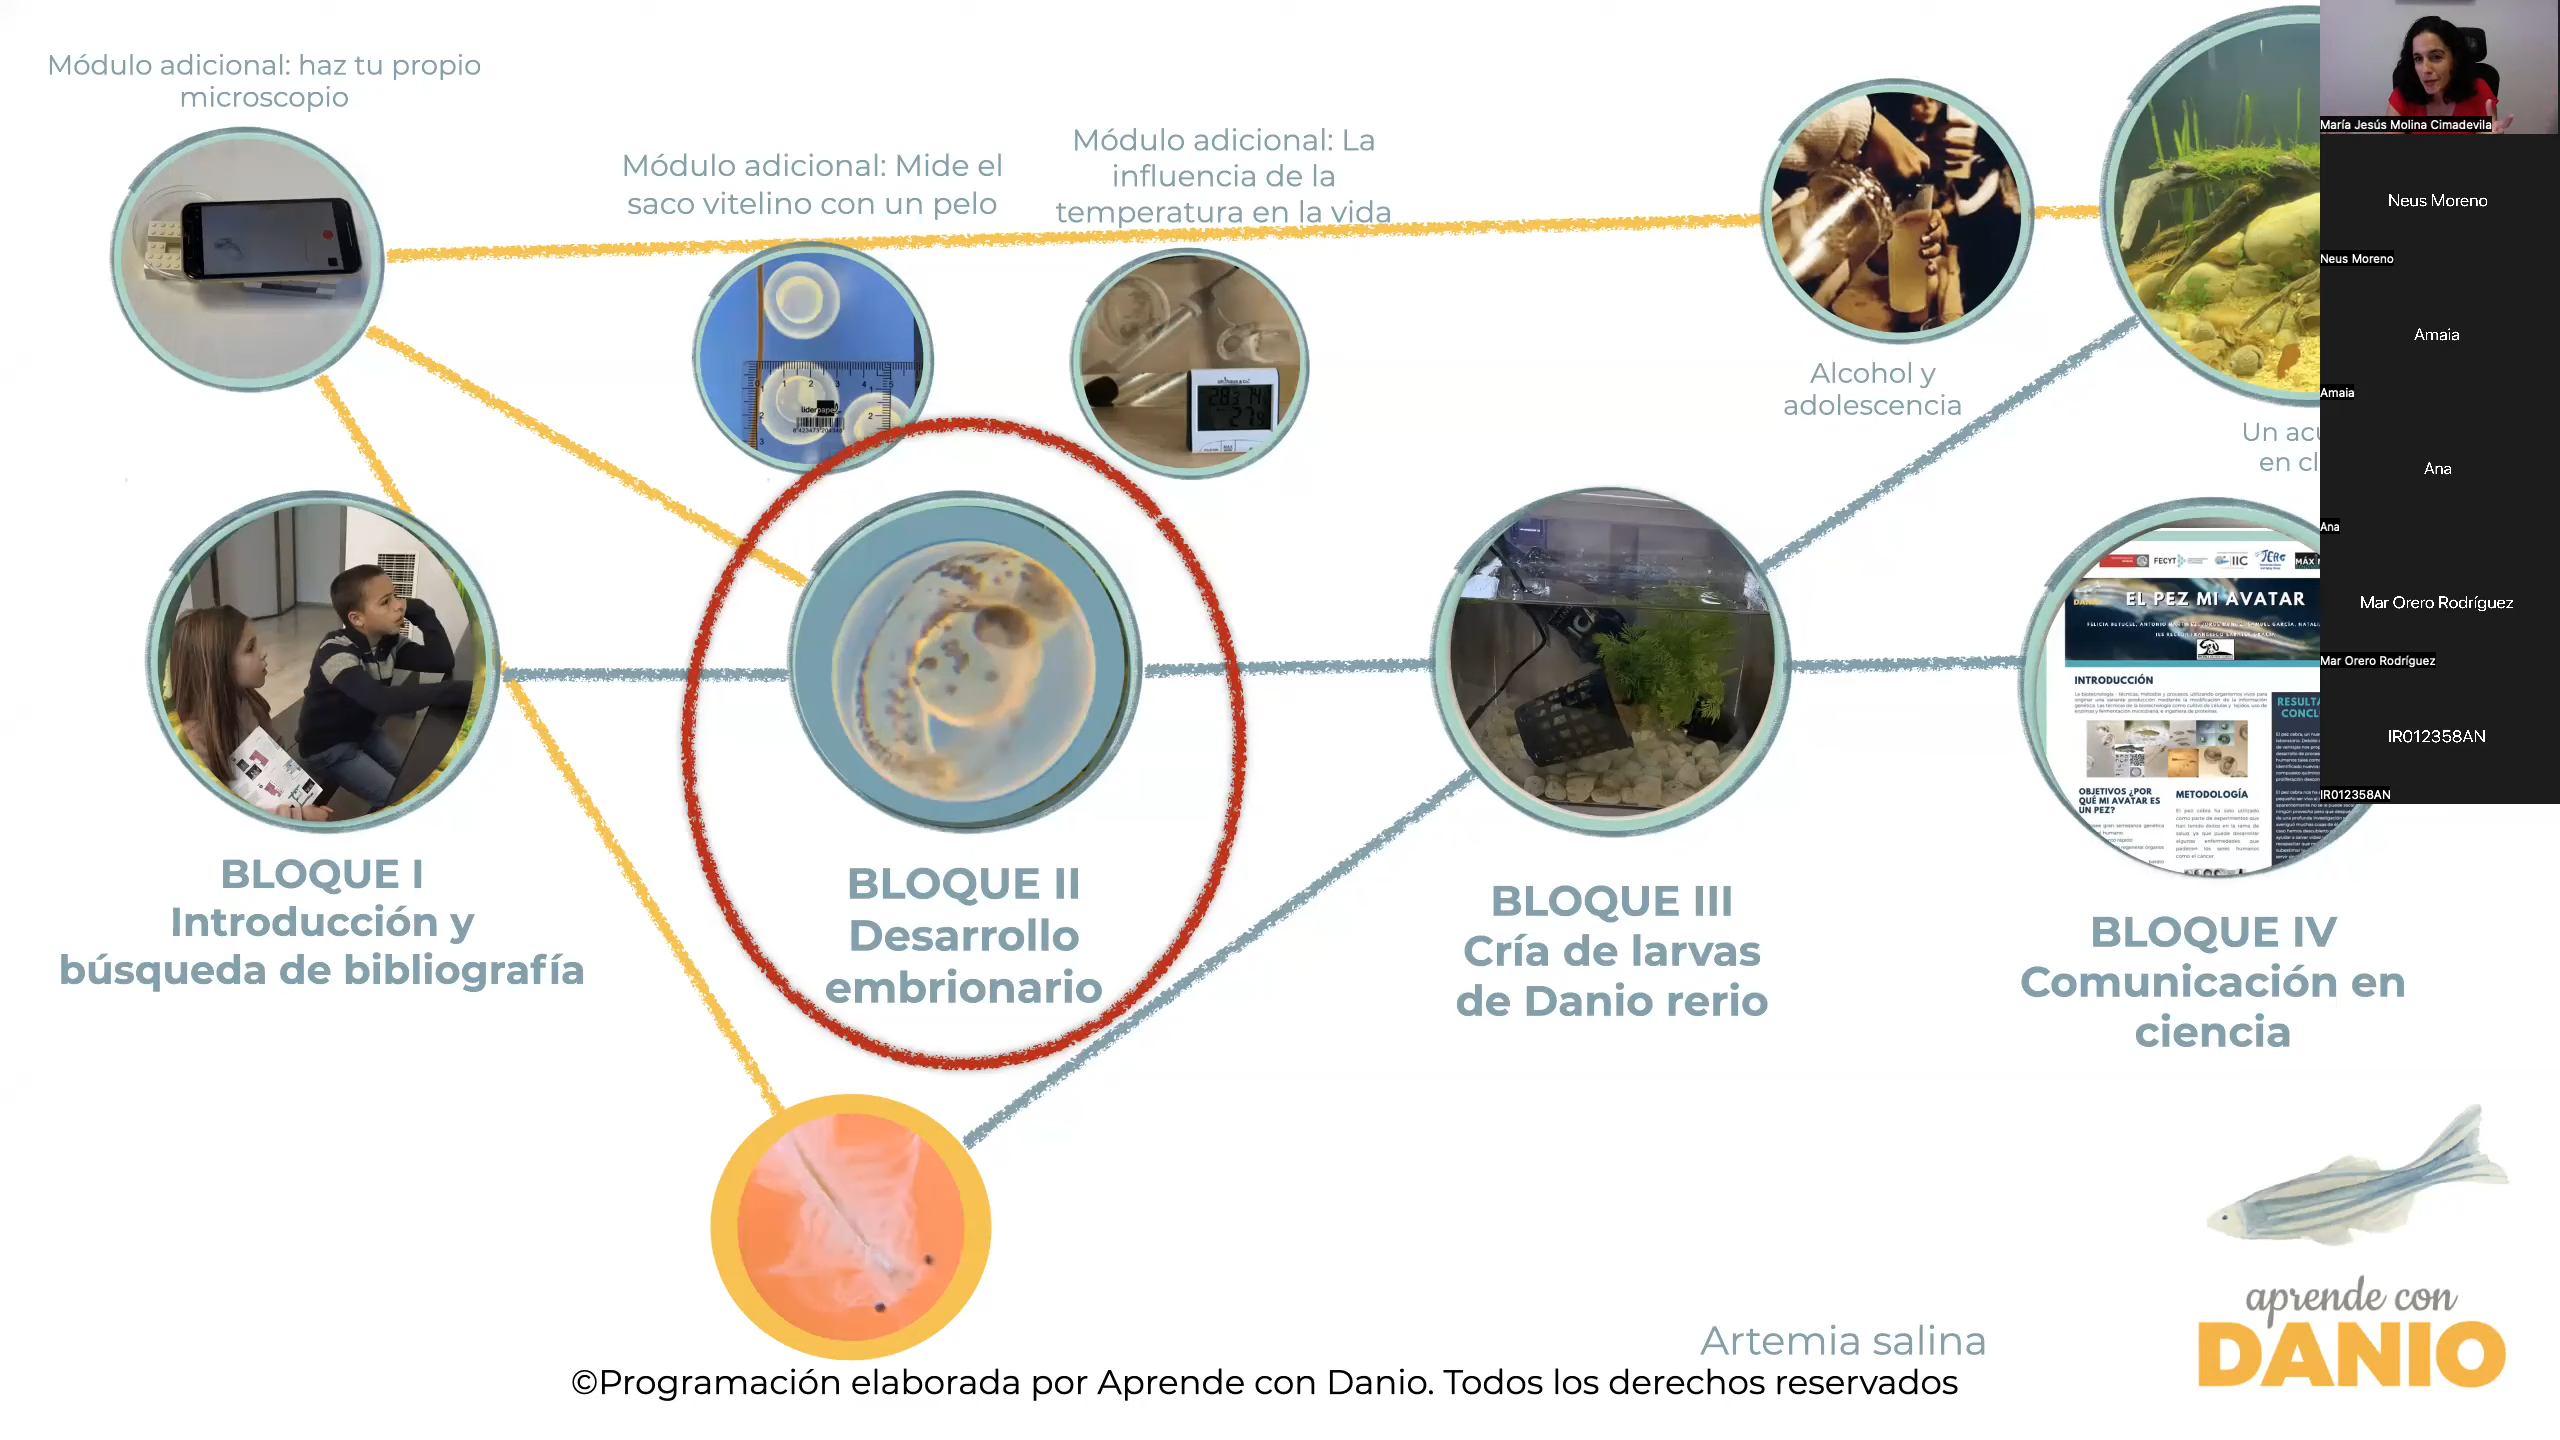 Módulo adicional: haz tu propio
microscopio
Módulo adicional: Mide el
saco vitelino con un pelo
Módulo adicional: La
influencia de la
temperatura en la vida
Alcohol y
adolescencia
Un acu
en cl
BLOQUE I
Introducción y
búsqueda de bibliografía
BLOQUE II
Desarrollo
embrionario
BLOQUE III
Cría de larvas
de Danio rerio
EL PEZ MI AVATAR
INTRODUCCIÓN
OBJETIVOS ¿POR
QUÉ MI AVATAR ES
UN PEZ?
METODOLOGÍA
BLOQUE IV
Comunicación en
ciencia
Artemia salina
©Programación elaborada por Aprende con Danio. Todos los derechos reservados
aprende con
DANIO
María Jesús Molina Cimadevila
Neus Moreno
Neus Moreno
Amaia
Amaia
Ana
Ana
Mar Orero Rodríguez
Mar Orero Rodríguez
IR012358AN
IR012358AN